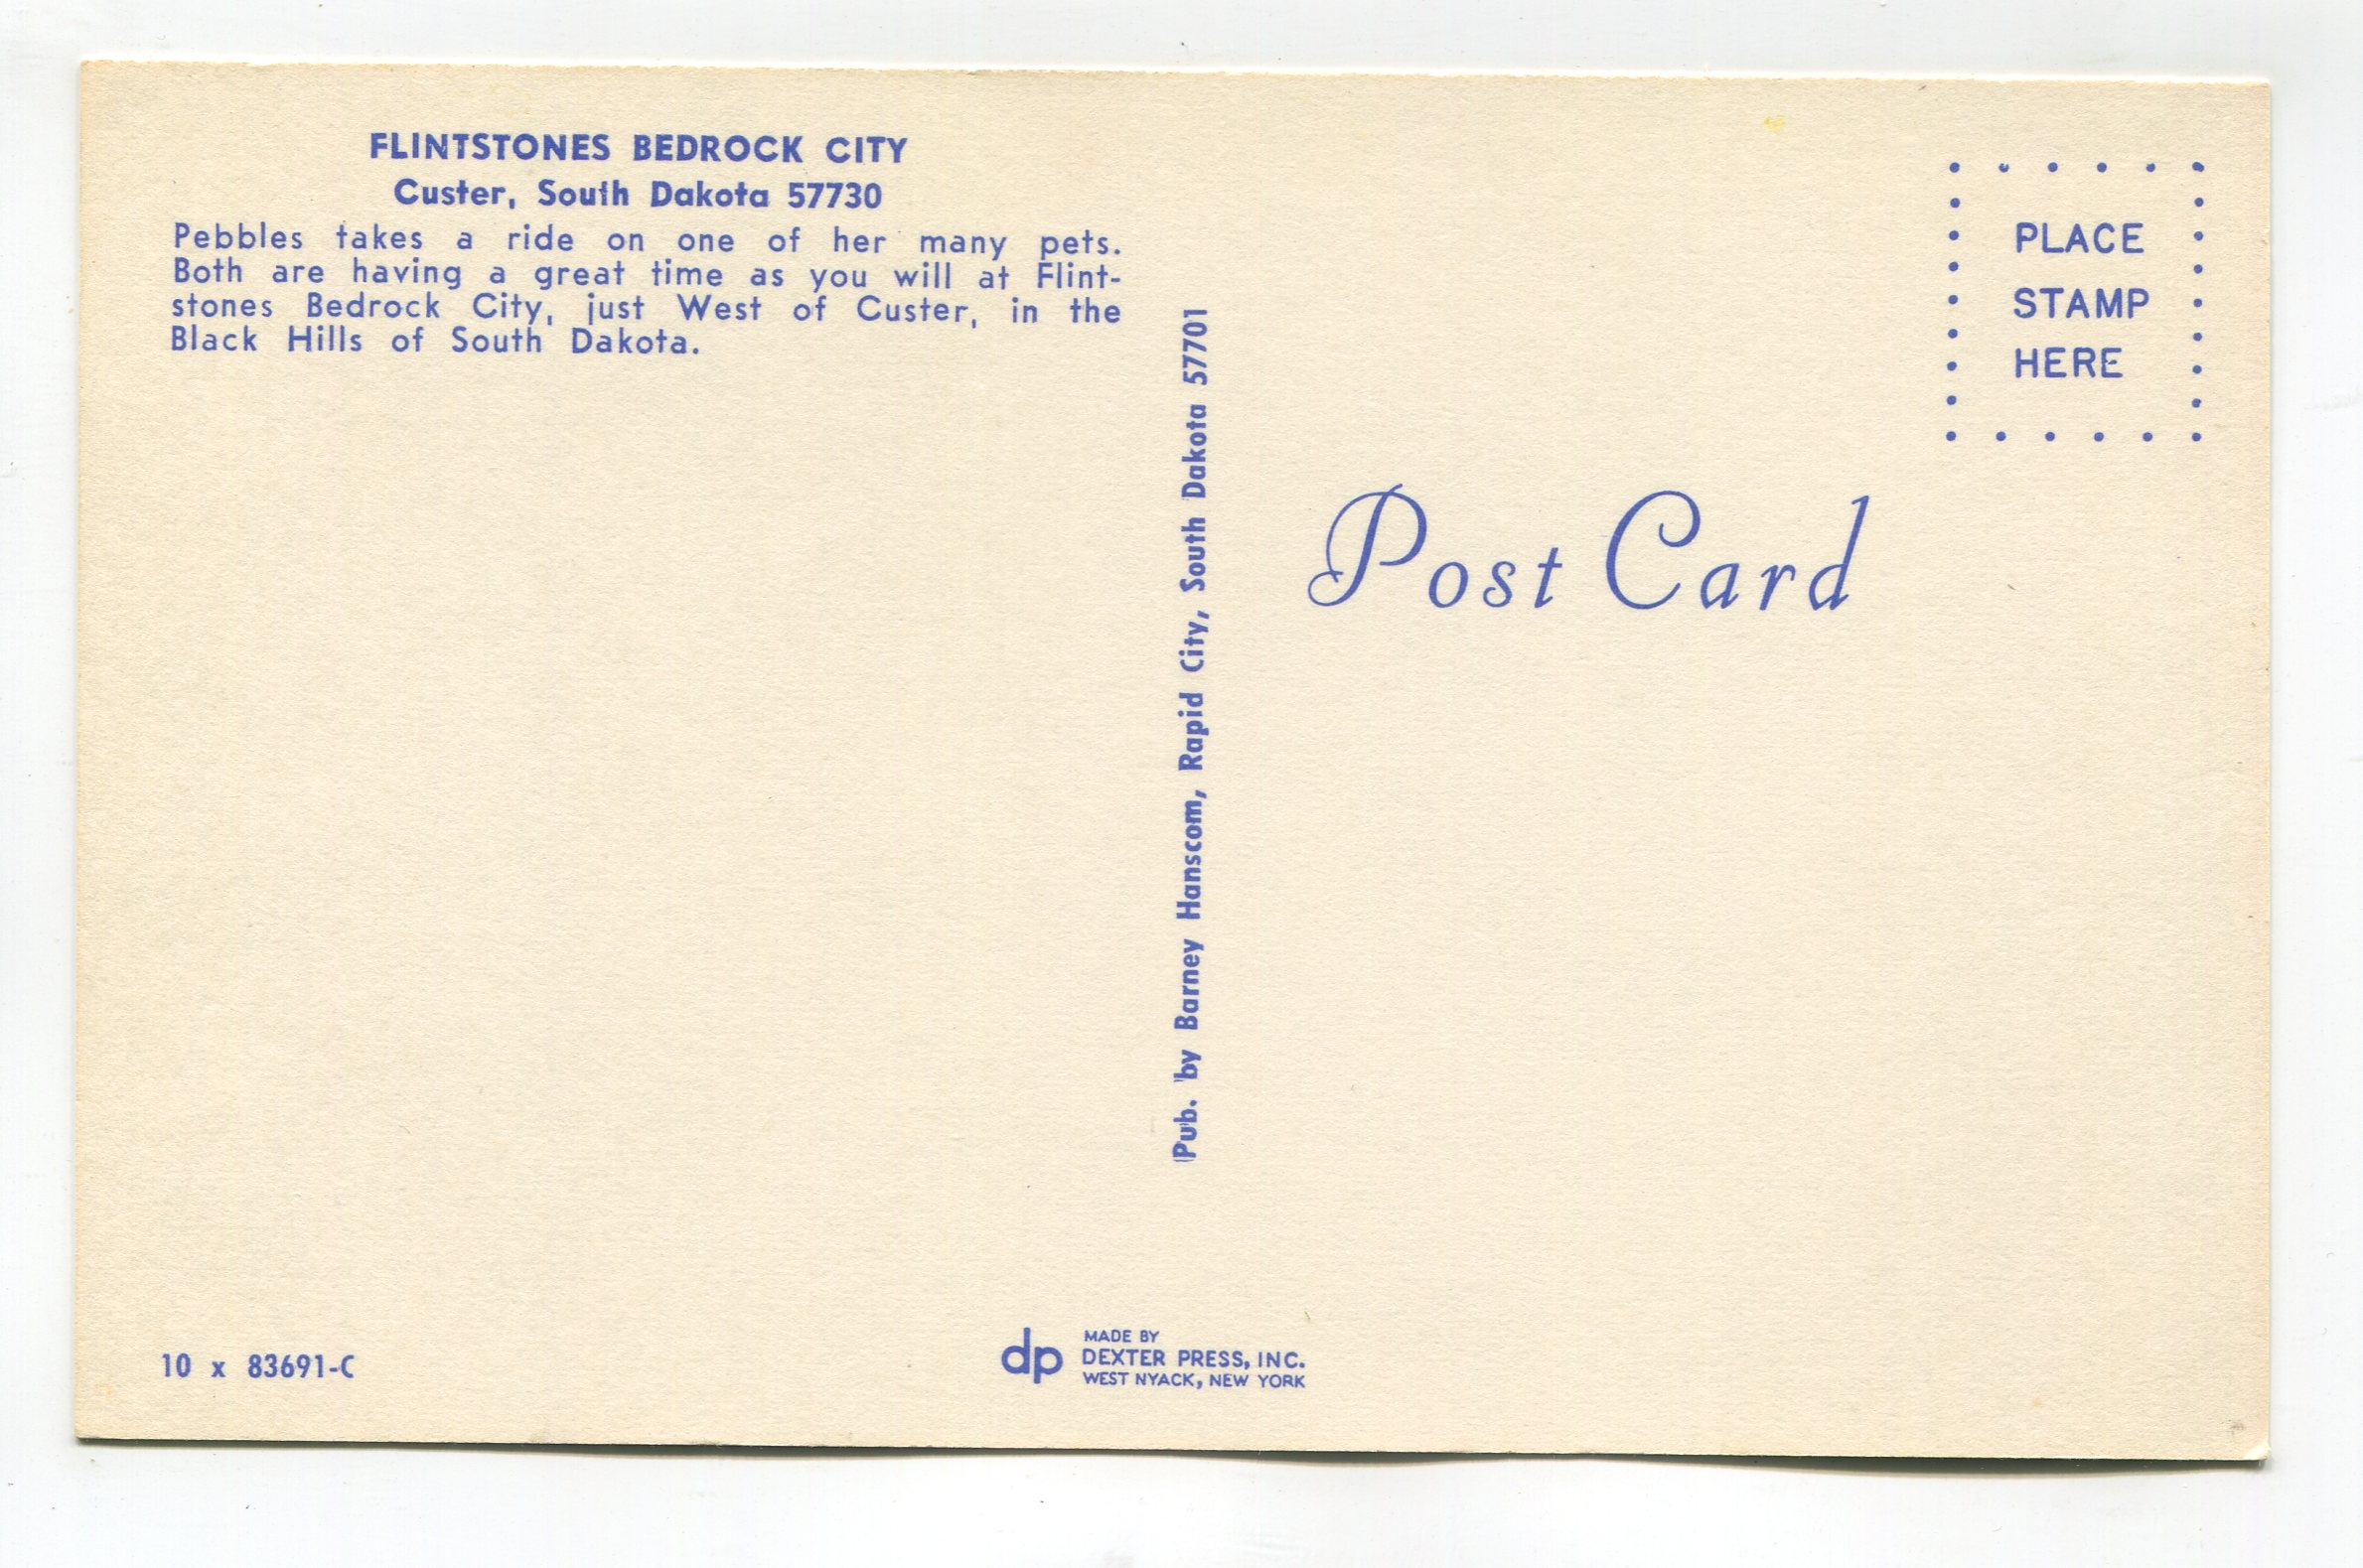 FLINTSTONES BEDROCK CITY
Custer, South Dakota 57730
Pebbles takes a ride on one of her many pets.
Both are having a great time as you will at Flint-
stones Bedrock City, just West of Custer, in the
Black Hills of South Dakota.
Pub. by Barney Hanscom, Rapid City, South Dakota 57701
PLACE
STAMP
HERE
Post Card
10 x 83691-C
dp
MADE BY
DEXTER PRESS, INC.
WEST NYACK, NEW YORK